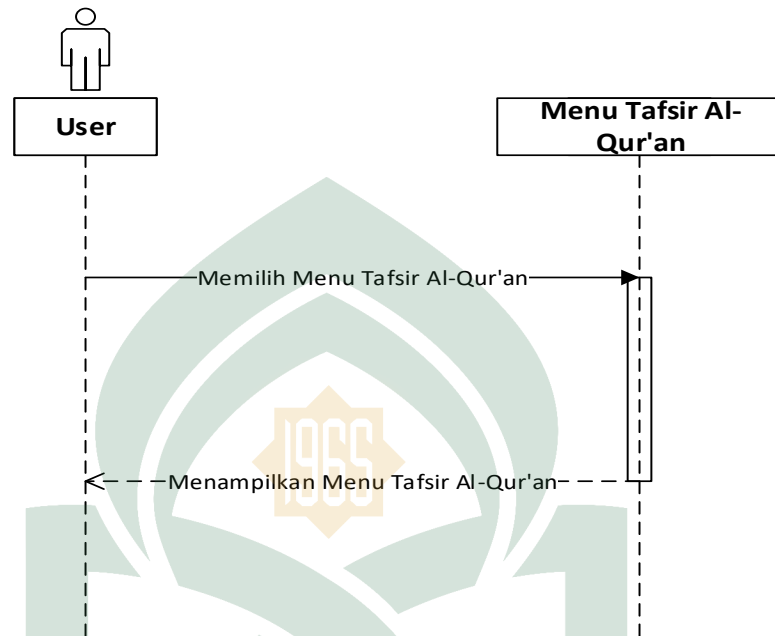 User
Menu Tafsir Al-
Qur'an
Memilih Menu Tafsir Al-Qur'an
1965
Menampilkan Menu Tafsir Al-Qur'an